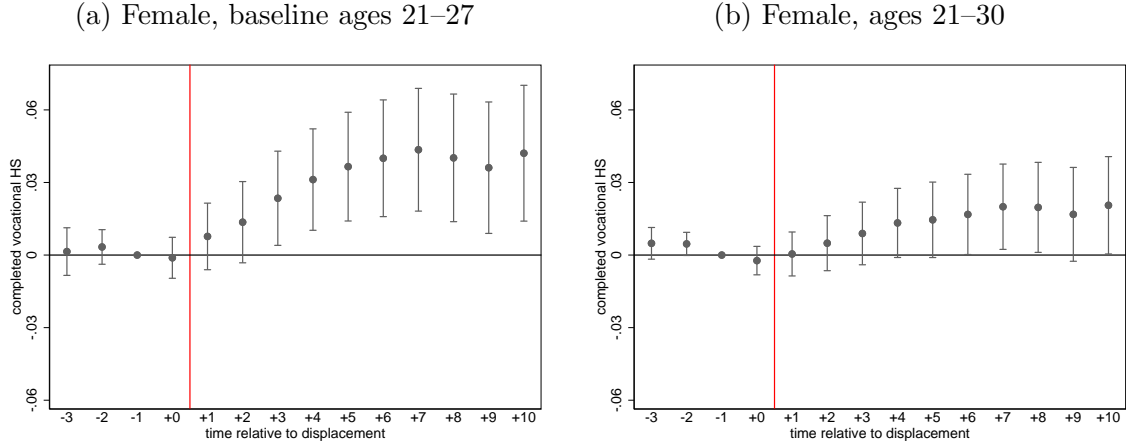 (a) Female, baseline ages 21–27
(b) Female, ages 21–30
completed vocational HS
.06
.03
0
-.03
-.06
-3 -2 -1 +0 +1 +2 +3 +4 +5 +6 +7 +8 +9 +10
time relative to displacement
completed vocational HS
.06
.03
0
-.03
-.06
-3 -2 -1 +0 +1 +2 +3 +4 +5 +6 +7 +8 +9 +10
time relative to displacement